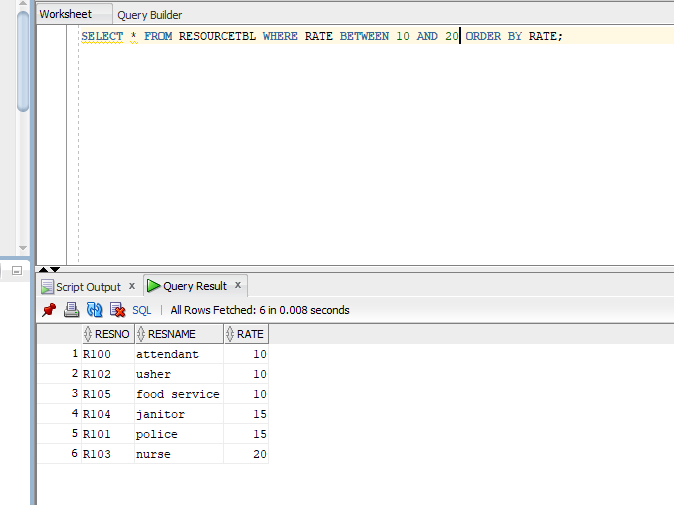 Worksheet Query Builder
SELECT * FROM RESOURCETBL WHERE RATE BETWEEN 10 AND 20 ORDER BY RATE;
Script Output x Query Result x
SQL | All Rows Fetched: 6 in 0.008 seconds
RESNO RESNAME RATE
1 R100 attendant 10
2 R102 usher 10
3 R105 food service 10
4 R104 janitor 15
5 R101 police 15
6 R103 nurse 20